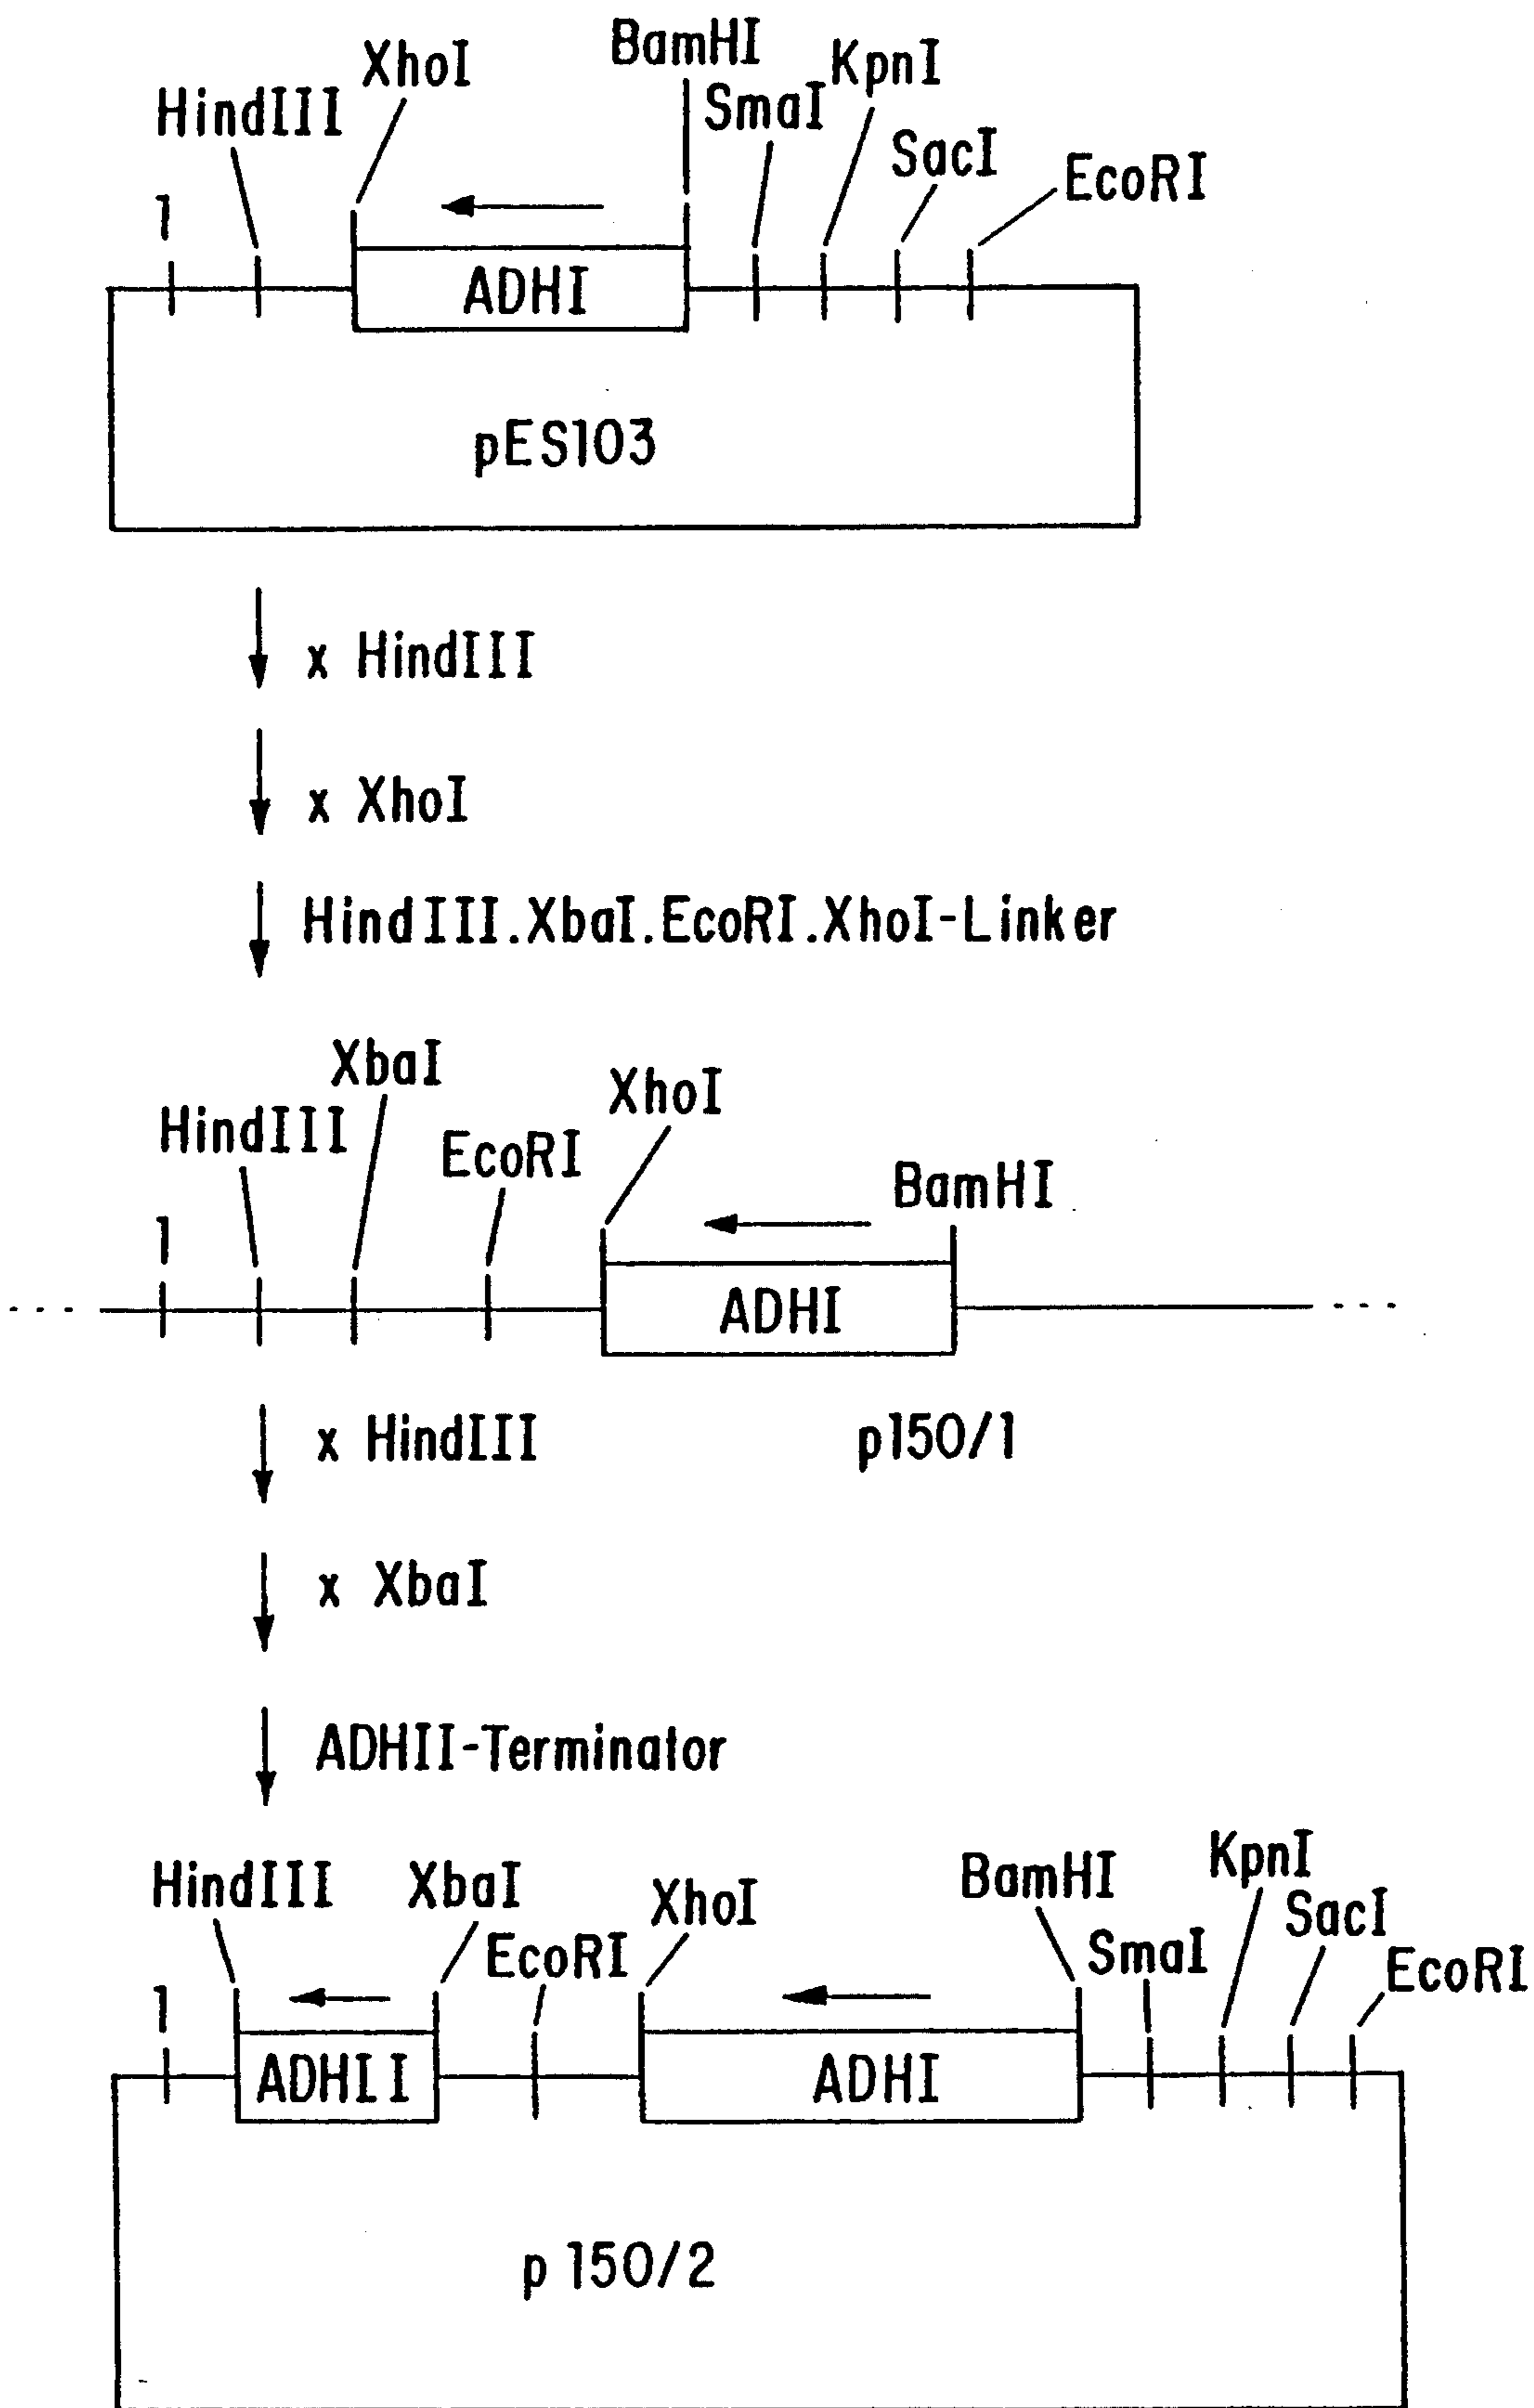 BamHI
XhoI
KpnI
HindIII
SmaI
SacI
EcoRI
1
ADHI
pES103
x HindIII
x XhoI
HindIII.XbaI.EcoRI.XhoI-Linker
XbaI
XhoI
HindIII
EcoRI
BamHI
1
ADHI
x HindIII
p150/1
x XbaI
ADHII-Terminator
KpnI
HindIII
XbaI
BamHI
XhoI
SacI
EcoRI
SmaI
EcoRI
1
ADHII
ADHI
p 150/2